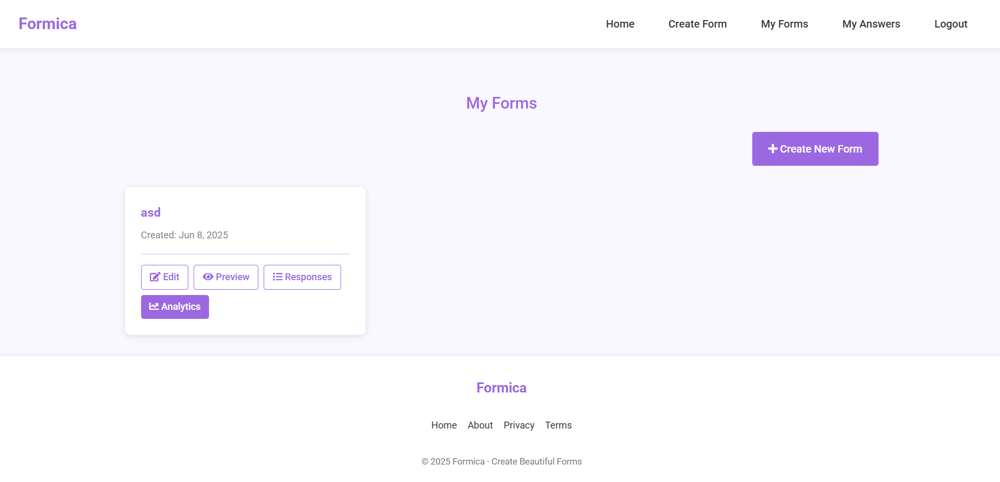 Formica
Home Create Form My Forms My Answers Logout
My Forms
Create New Form
asd
Created: Jun 8, 2025
Edit Preview Responses
Analytics
Formica
Home About Privacy Terms
© 2025 Formica - Create Beautiful Forms